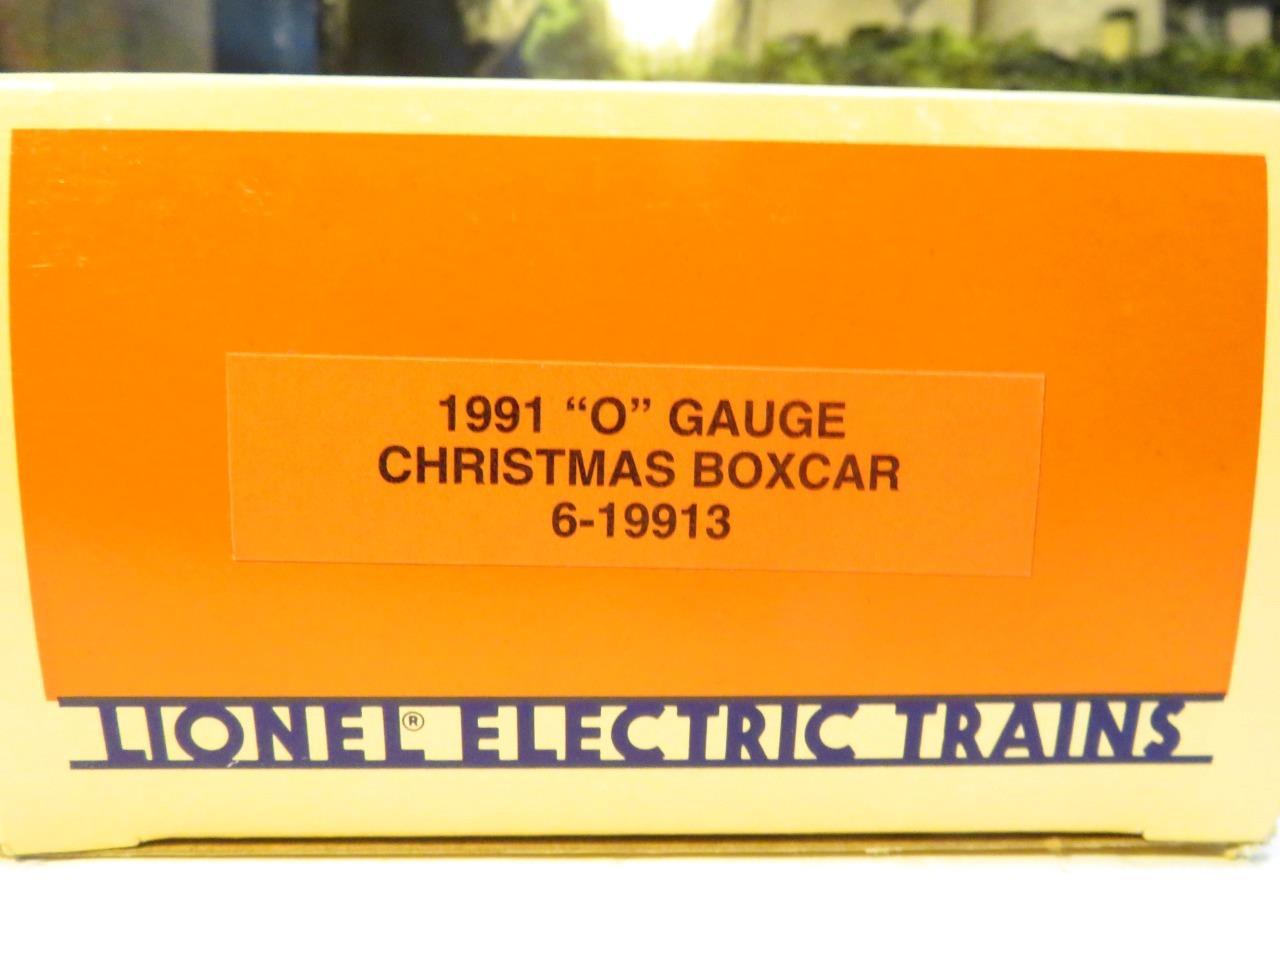 1991 “O” GAUGE
CHRISTMAS BOXCAR
6-19913
LIONEL® ELECTRIC TRAINS